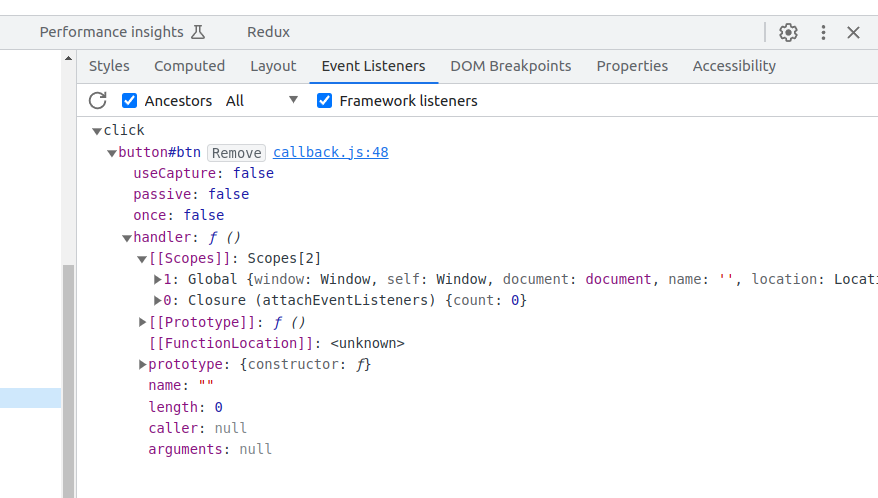 Performance insights Redux
Styles Computed Layout Event Listeners DOM Breakpoints Properties Accessibility
Ancestors All Framework listeners
click
button#btn Remove callback.js:48
useCapture: false
passive: false
once: false
handler: ƒ ()
[[Scopes]]: Scopes[2]
1: Global {window: Window, self: Window, document: document, name: '', location: Locati
0: Closure (attachEventListeners) {count: 0}
[[Prototype]]: ƒ ()
[[FunctionLocation]]: <unknown>
prototype: {constructor: ƒ}
name: ""
length: 0
caller: null
arguments: null